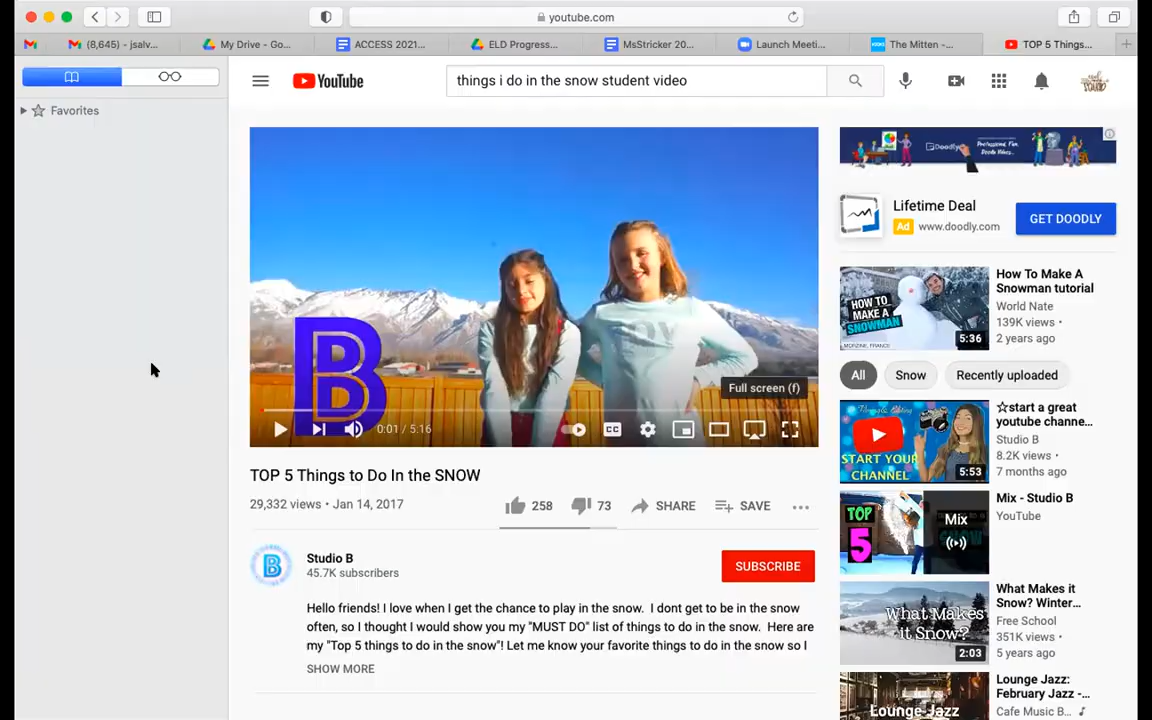 youtube.com
(8,645) - jsalv...
My Drive - Go...
ACCESS 2021...
ELD Progress...
MsStricker 20...
Launch Meeti...
The Mitten -...
TOP 5 Things...
Favorites
YouTube
things i do in the snow student video
B
Full screen (f)
0:01 / 5:16
CC
TOP 5 Things to Do In the SNOW
29,332 views • Jan 14, 2017
258
73
SHARE
SAVE
B
Studio B
45.7K subscribers
SUBSCRIBE
Hello friends! I love when I get the chance to play in the snow. I dont get to be in the snow
often, so I thought I would show you my "MUST DO" list of things to do in the snow. Here are
my "Top 5 things to do in the snow"! Let me know your favorite things to do in the snow so I
SHOW MORE
Doodly
Lifetime Deal
Ad www.doodly.com
GET DOODLY
HOW TO
MAKE A
SNOWMAN
MORZINE, FRANCE
5:36
How To Make A
Snowman tutorial
World Nate
139K views •
2 years ago
All
Snow
Recently uploaded
START YOUR
CHANNEL
5:53
☆start a great
youtube channe...
Studio B
8.2K views •
7 months ago
TOP
5
Mix
Mix - Studio B
YouTube
What Makes
it Snow?
2:03
What Makes it
Snow? Winter...
Free School
351K views •
5 years ago
Lounge Jazz
Lounge Jazz:
February Jazz -...
Cafe Music B...